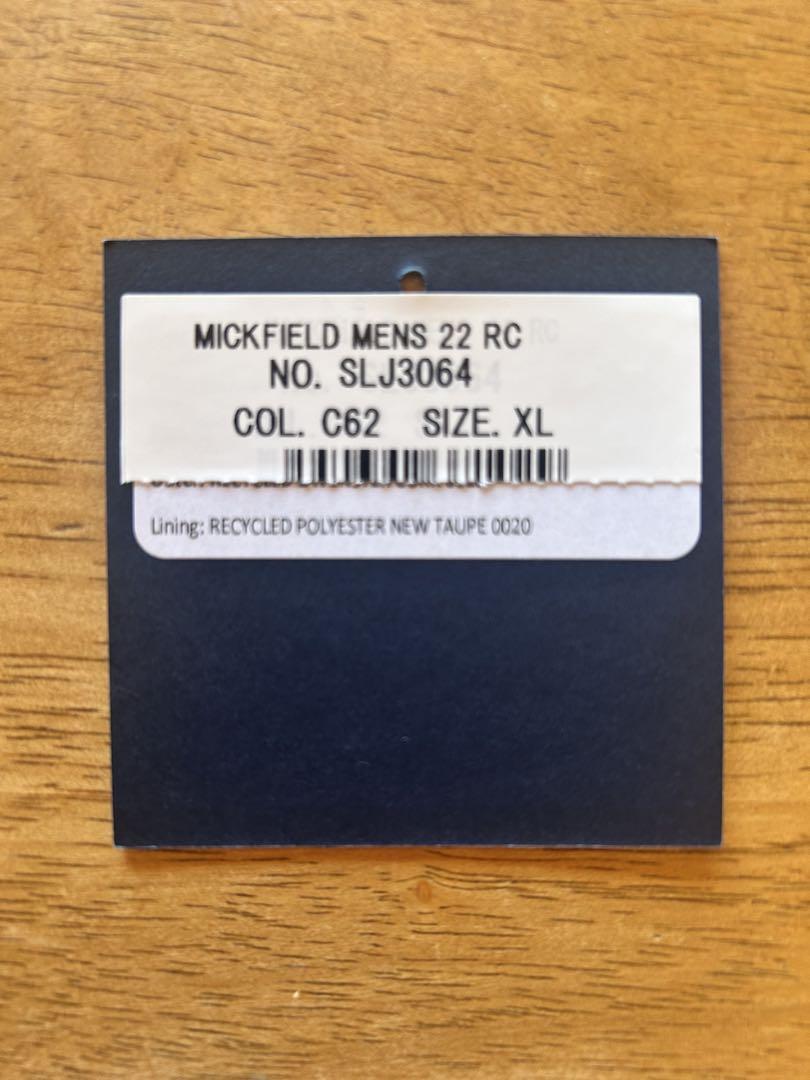 MICKFIELD MENS 22 RC
NO. SLJ3064
COL. C62 SIZE. XL
Lining: RECYCLED POLYESTER NEW TAUPE 0020